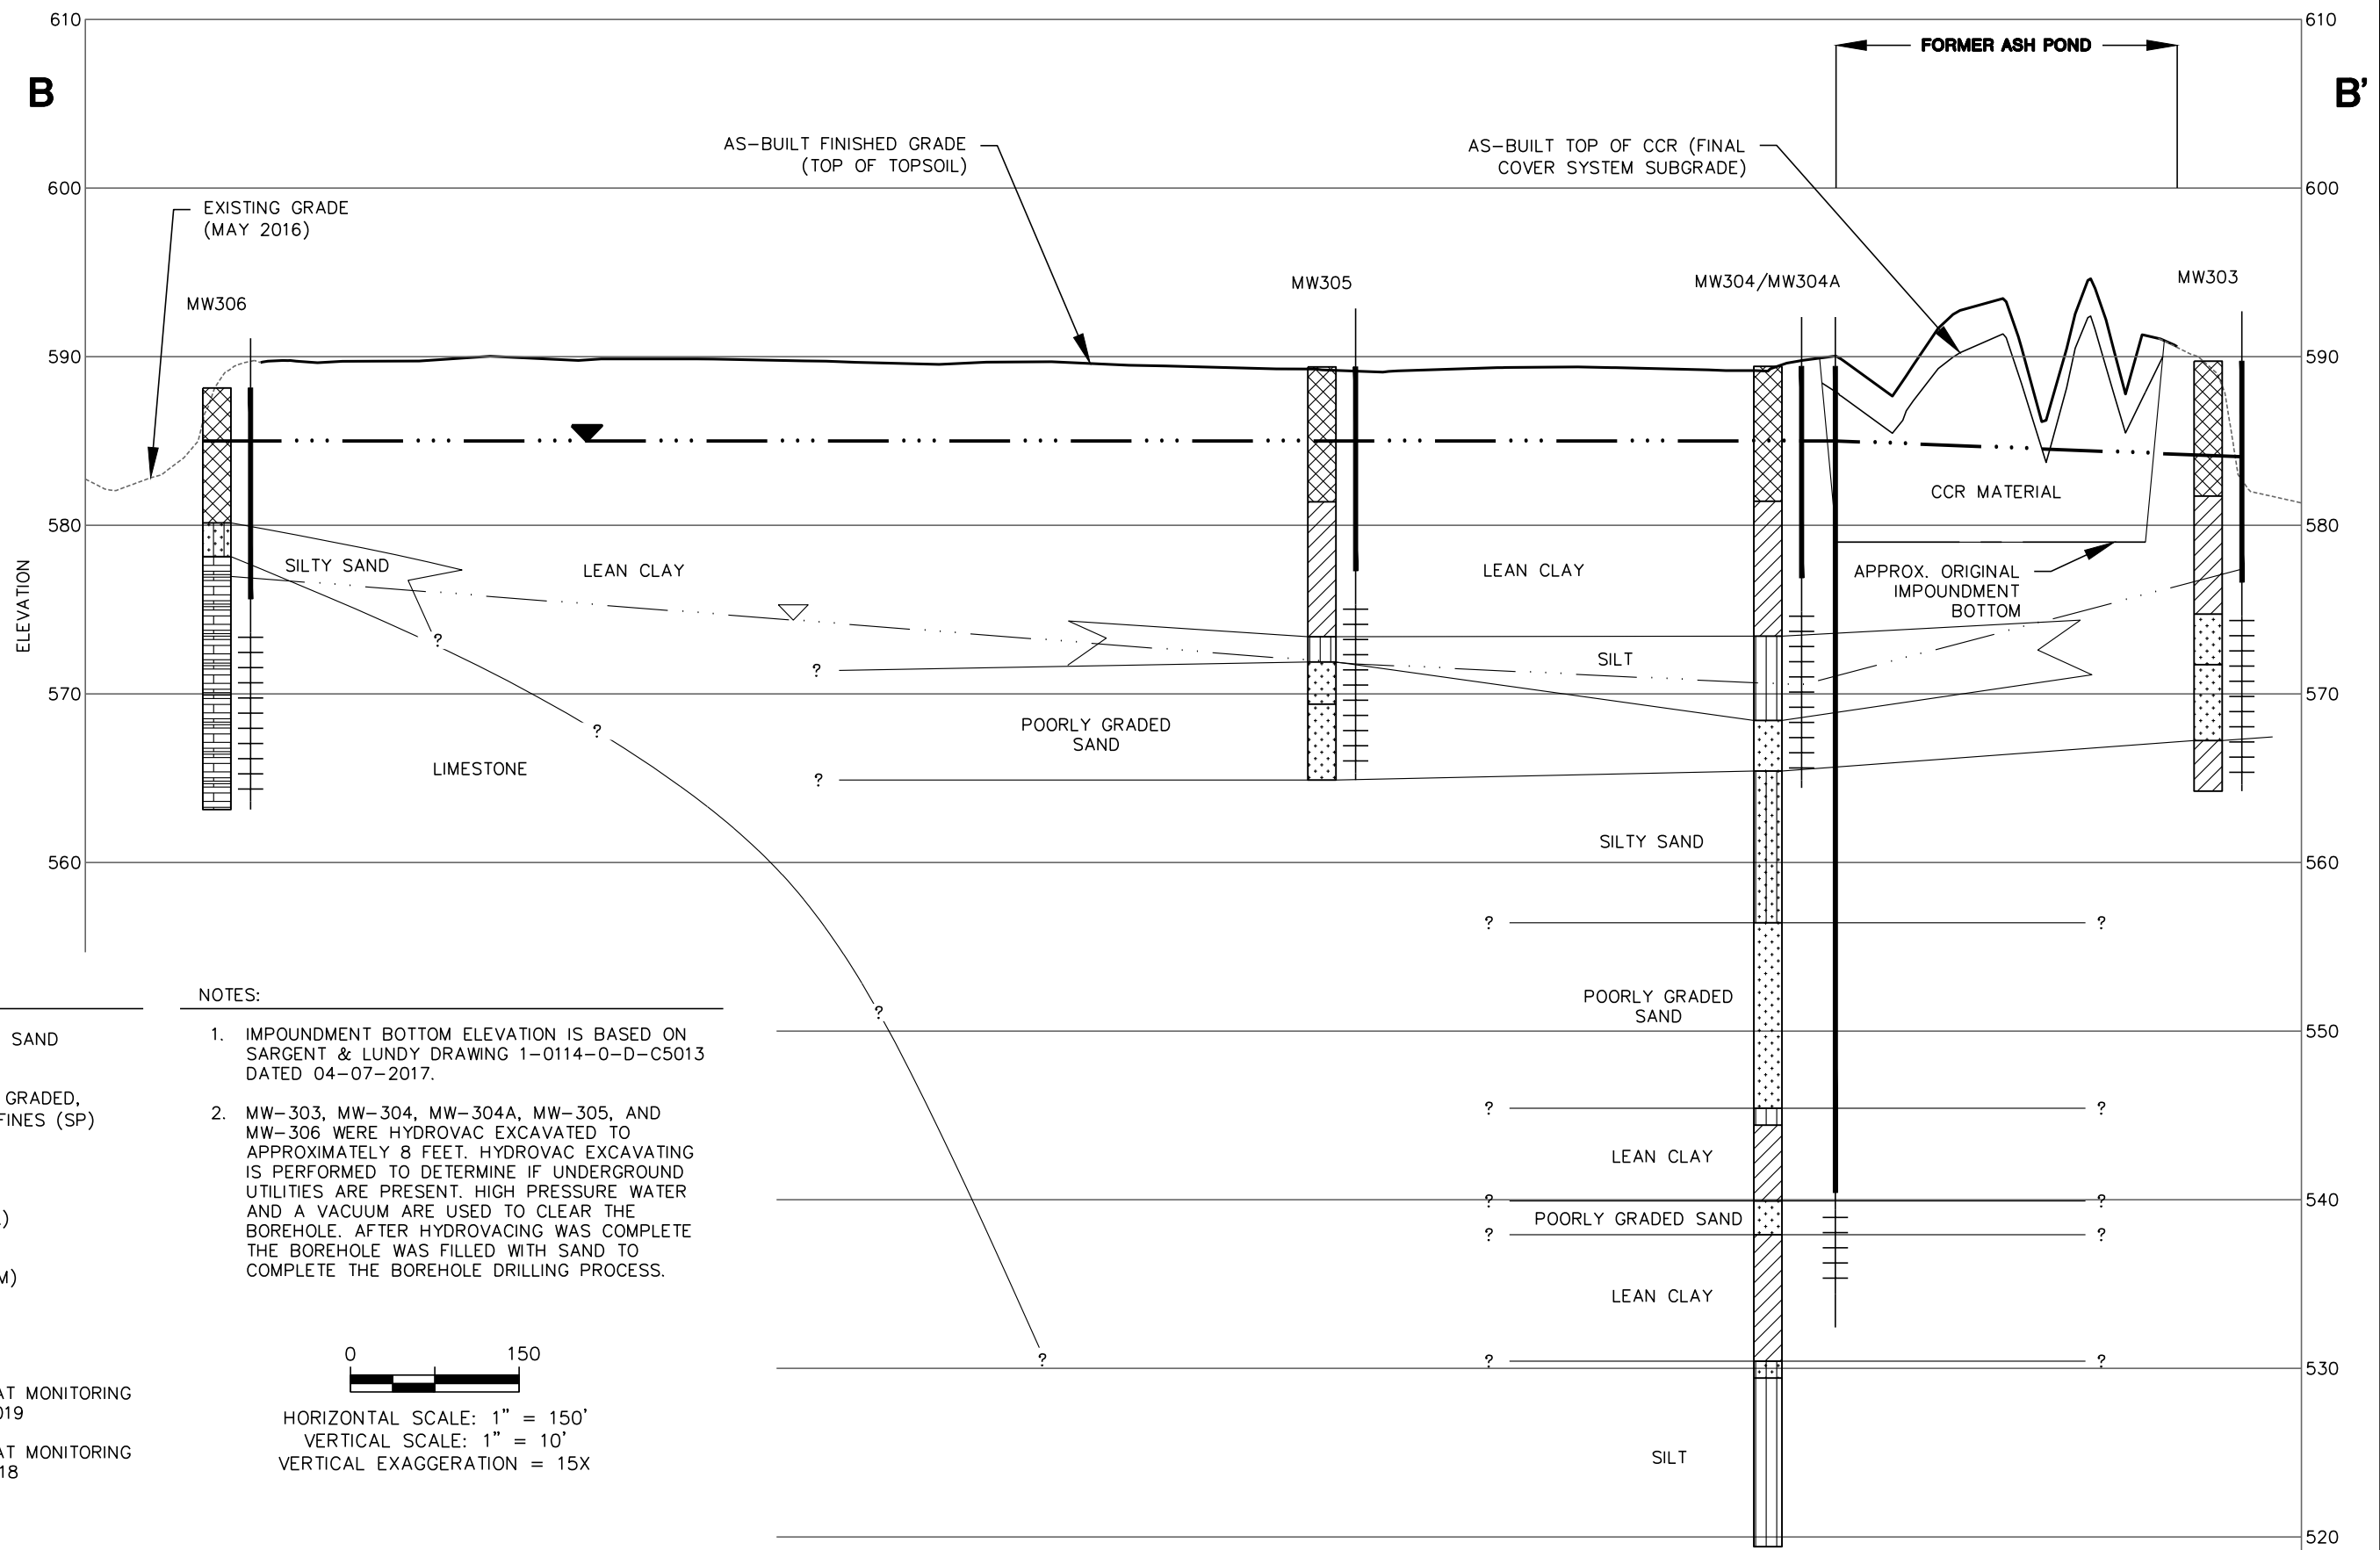 610
610
FORMER ASH POND
B
B'
AS-BUILT FINISHED GRADE
(TOP OF TOPSOIL)
AS-BUILT TOP OF CCR (FINAL
COVER SYSTEM SUBGRADE)
600
600
EXISTING GRADE
(MAY 2016)
MW306
MW305
MW304/MW304A
MW303
590
590
CCR MATERIAL
580
580
ELEVATION
SILTY SAND
LEAN CLAY
LEAN CLAY
APPROX. ORIGINAL
IMPOUNDMENT
BOTTOM
?
?
SILT
570
570
?
POORLY GRADED
SAND
LIMESTONE
?
SILTY SAND
560
560
?
?
POORLY GRADED
SAND
?
550
?
?
LEAN CLAY
?
?
540
POORLY GRADED SAND
?
?
LEAN CLAY
?
?
?
530
SILT
520
SAND
GRADED,
FINES (SP)
)
M)
AT MONITORING
019
AT MONITORING
18
NOTES:
1. IMPOUNDMENT BOTTOM ELEVATION IS BASED ON
SARGENT & LUNDY DRAWING 1-0114-0-D-C5013
DATED 04-07-2017.
2. MW-303, MW-304, MW-304A, MW-305, AND
MW-306 WERE HYDROVAC EXCAVATED TO
APPROXIMATELY 8 FEET. HYDROVAC EXCAVATING
IS PERFORMED TO DETERMINE IF UNDERGROUND
UTILITIES ARE PRESENT. HIGH PRESSURE WATER
AND A VACUUM ARE USED TO CLEAR THE
BOREHOLE. AFTER HYDROVACING WAS COMPLETE
THE BOREHOLE WAS FILLED WITH SAND TO
COMPLETE THE BOREHOLE DRILLING PROCESS.
0 150
HORIZONTAL SCALE: 1" = 150'
VERTICAL SCALE: 1" = 10'
VERTICAL EXAGGERATION = 15X